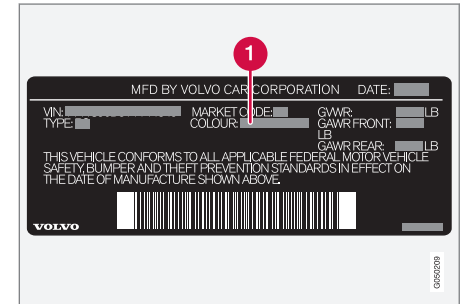 1
MFD BY VOLVO CAR CORPORATION DATE:
VIN: MARKET CODE: GVWR: LB
TYPE: COLOUR: GAWR FRONT:
LB
GAWR REAR: LB
THIS VEHICLE CONFORMS TO ALL APPLICABLE FEDERAL MOTOR VEHICLE
SAFETY, BUMPER AND THEFT PREVENTION STANDARDS IN EFFECT ON
THE DATE OF MANUFACTURE SHOWN ABOVE.
VOLVO
G050209